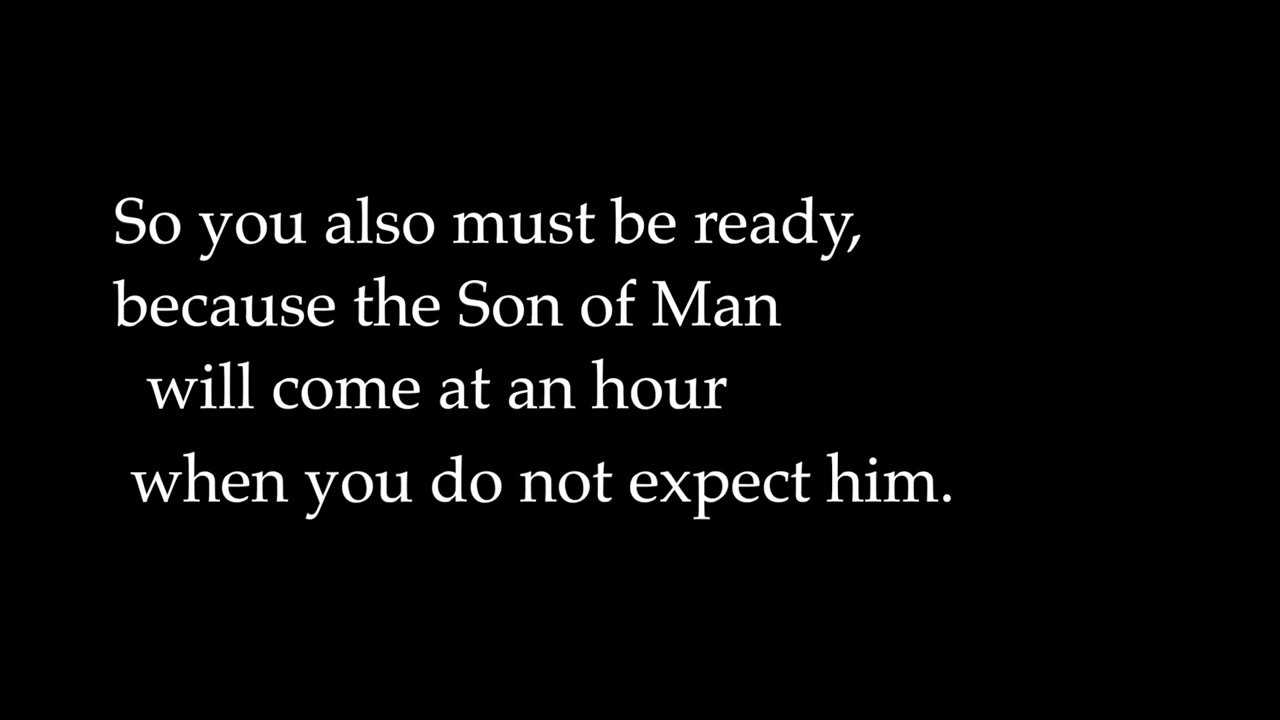 So you also must be ready,
because the Son of Man
will come at an hour
when you do not expect him.